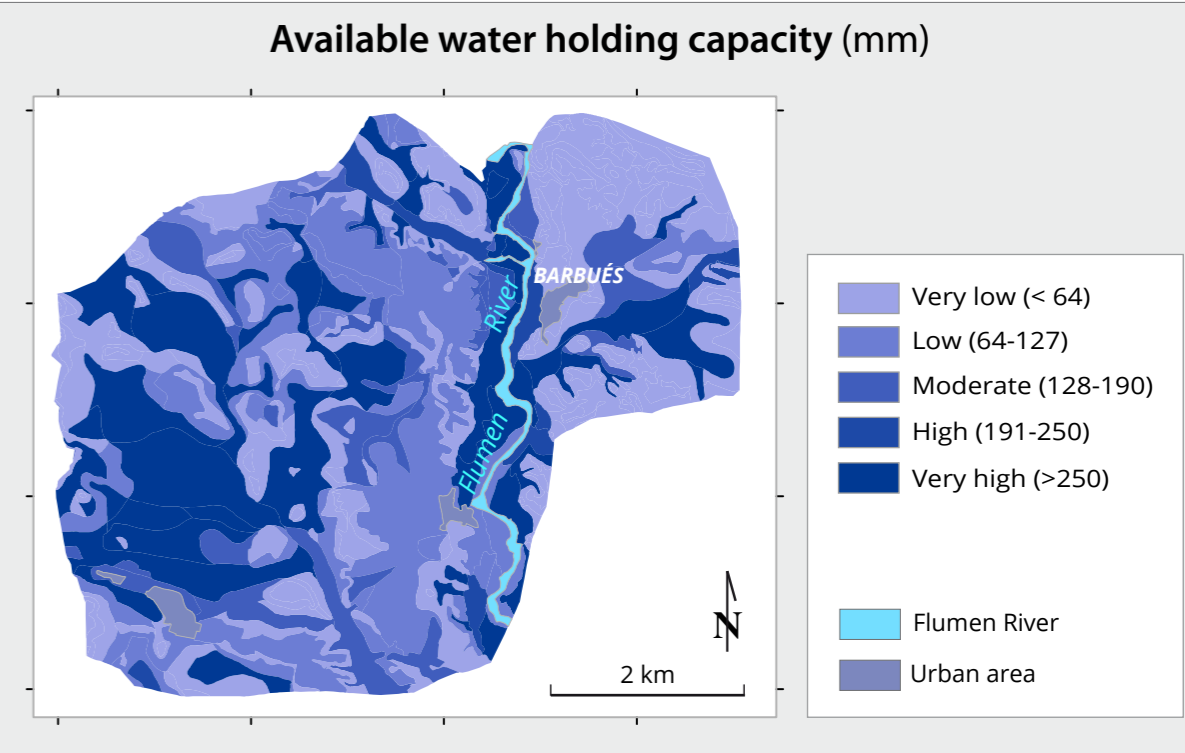 Available water holding capacity (mm)
BARBUÉS
Flumen River
Very low (< 64)
Low (64-127)
Moderate (128-190)
High (191-250)
Very high (>250)
N
2 km
Flumen River
Urban area